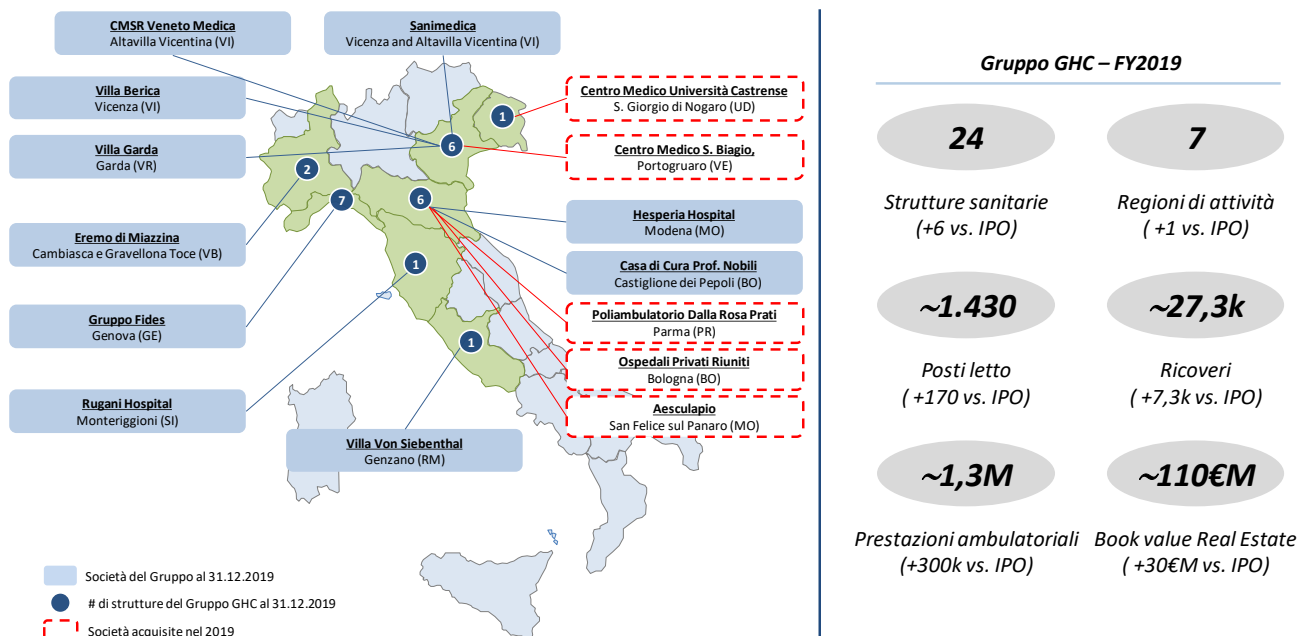 CMSR Veneto Medica
Altavilla Vicentina (VI)
Sanimedica
Vicenza and Altavilla Vicentina (VI)
Villa Berica
Vicenza (VI)
Villa Garda
Garda (VR)
Eremo di Miazzina
Cambiasca e Gravellona Toce (VB)
Gruppo Fides
Genova (GE)
Rugani Hospital
Monteriggioni (SI)
Villa Von Siebenthal
Genzano (RM)
Centro Medico Università Castrense
S. Giorgio di Nogaro (UD)
Centro Medico S. Biagio,
Portogruaro (VE)
Hesperia Hospital
Modena (MO)
Casa di Cura Prof. Nobili
Castiglione dei Pepoli (BO)
Poliambulatorio Dalla Rosa Prati
Parma (PR)
Ospedali Privati Riuniti
Bologna (BO)
Aesculapio
San Felice sul Panaro (MO)
1
6
2
7
6
1
1
Società del Gruppo al 31.12.2019
# di strutture del Gruppo GHC al 31.12.2019
Società acquisite nel 2019
Gruppo GHC – FY2019
24
Strutture sanitarie
(+6 vs. IPO)
7
Regioni di attività
( +1 vs. IPO)
~1.430
Posti letto
( +170 vs. IPO)
~27,3k
Ricoveri
( +7,3k vs. IPO)
~1,3M
Prestazioni ambulatoriali
(+300k vs. IPO)
~110€M
Book value Real Estate
( +30€M vs. IPO)